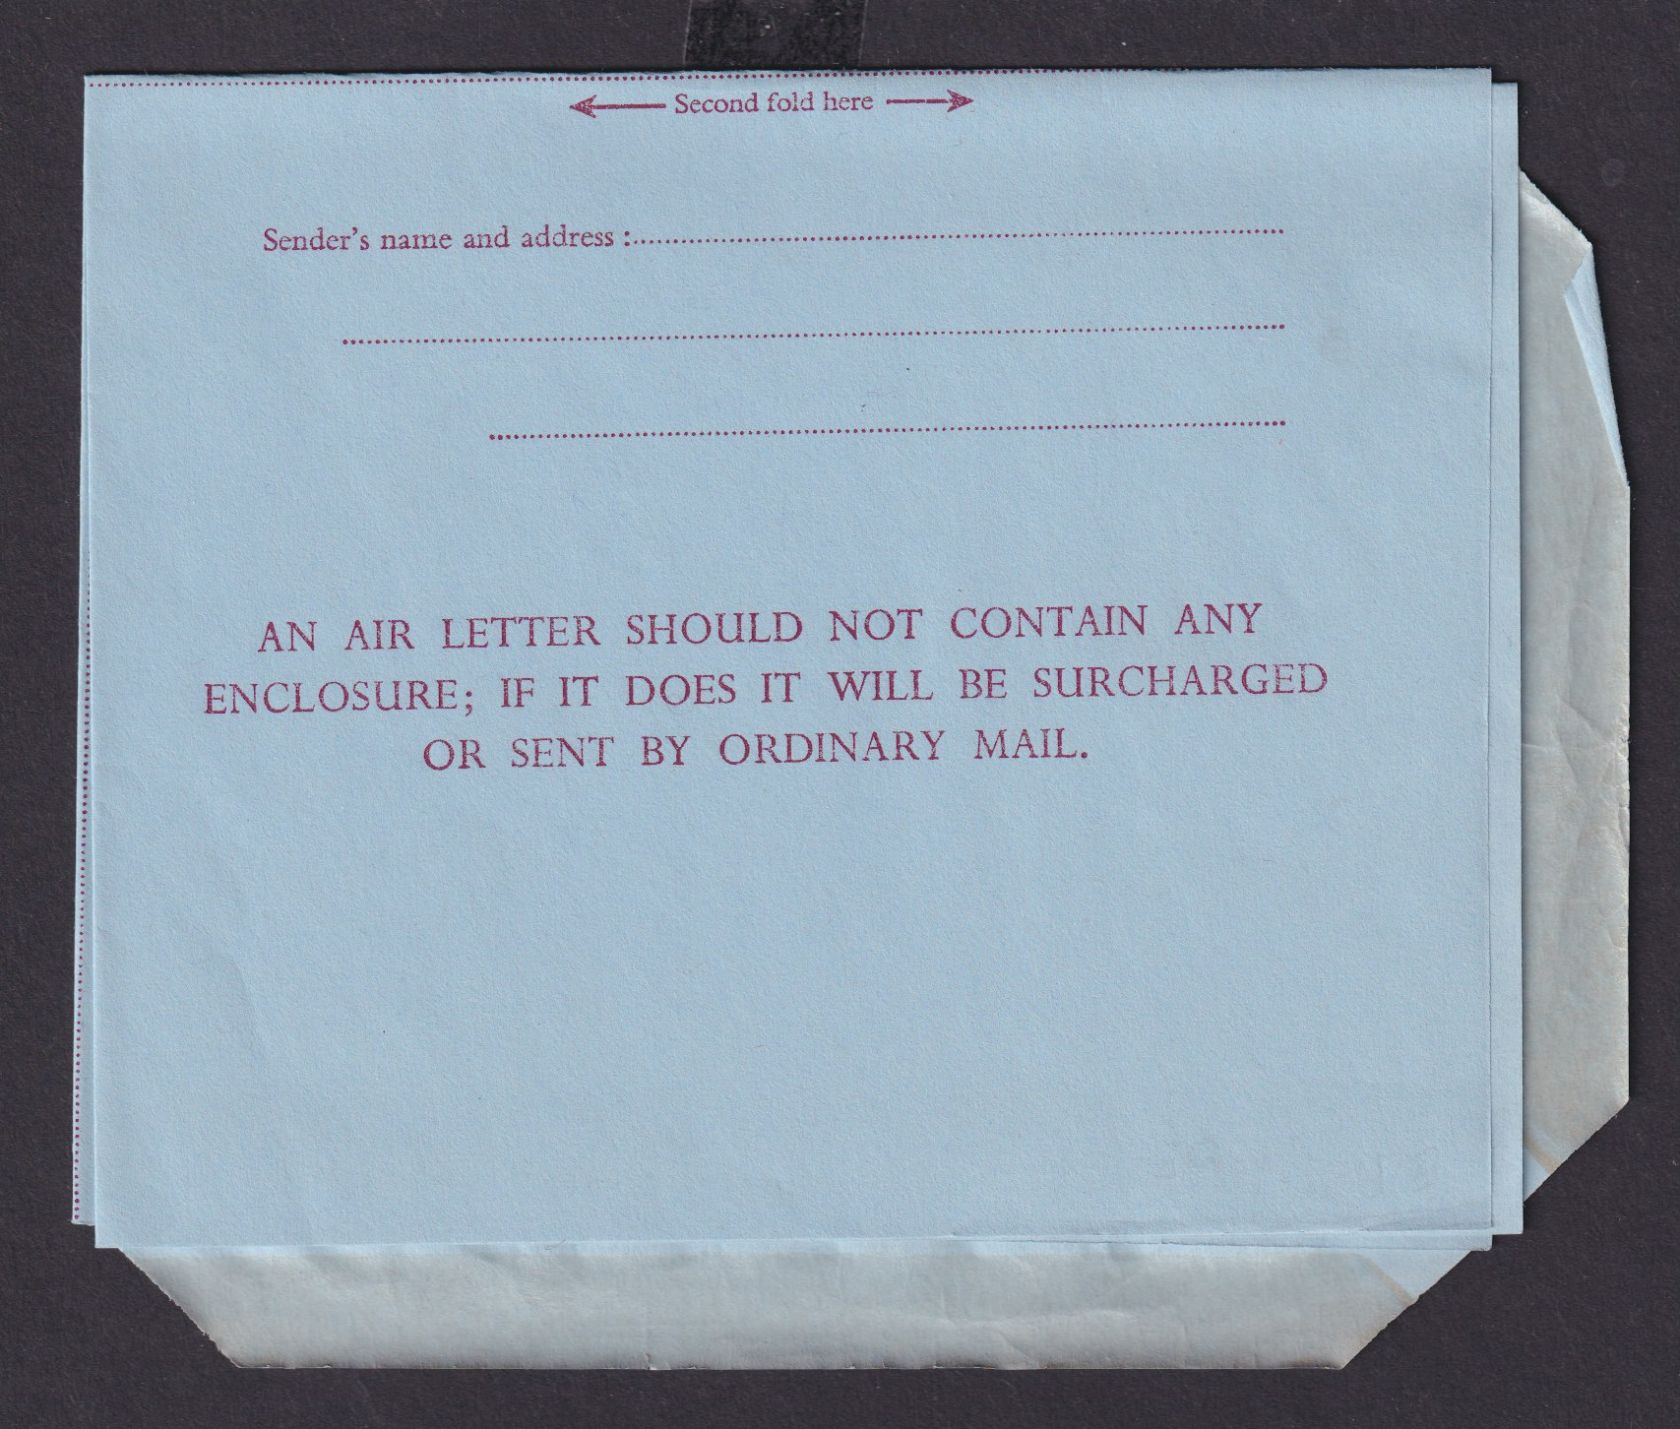 Second fold here
Sender's name and address :
AN AIR LETTER SHOULD NOT CONTAIN ANY
ENCLOSURE; IF IT DOES IT WILL BE SURCHARGED
OR SENT BY ORDINARY MAIL.